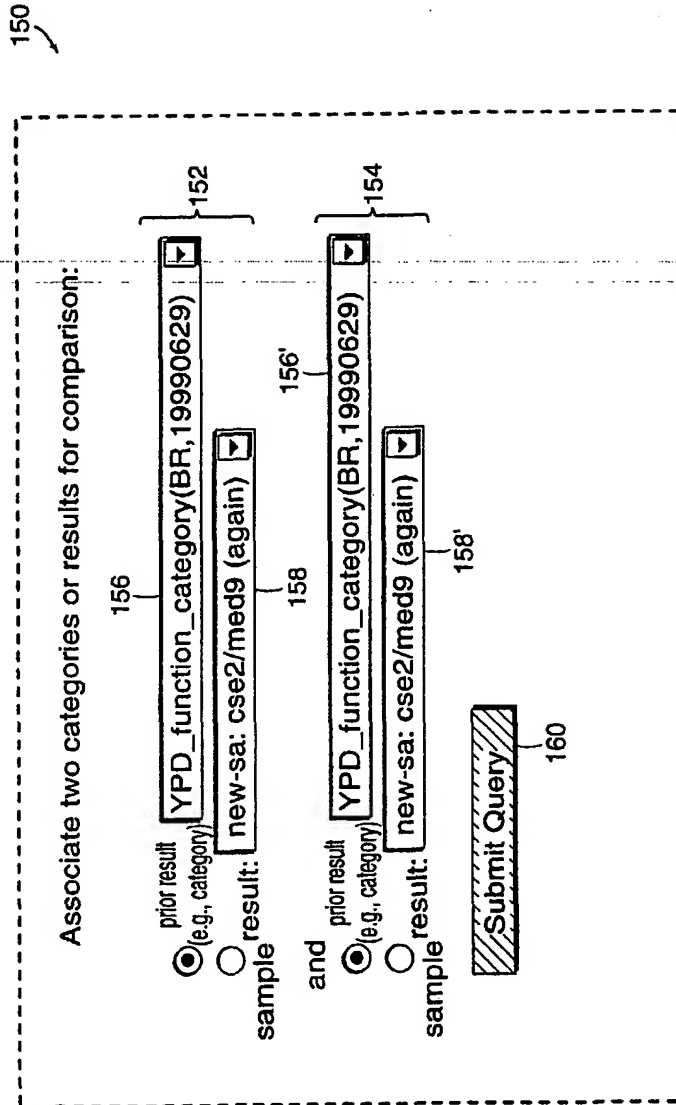 150
Associate two categories or results for comparison:
152
156
prior result
(e.g., category)
YPD_function_category(BR,19990629)
sample result:
new-sa: cse2/med9 (again)
158
and
154
156'
prior result
(e.g., category)
YPD_function_category(BR,19990629)
sample result:
new-sa: cse2/med9 (again)
158'
Submit Query
160